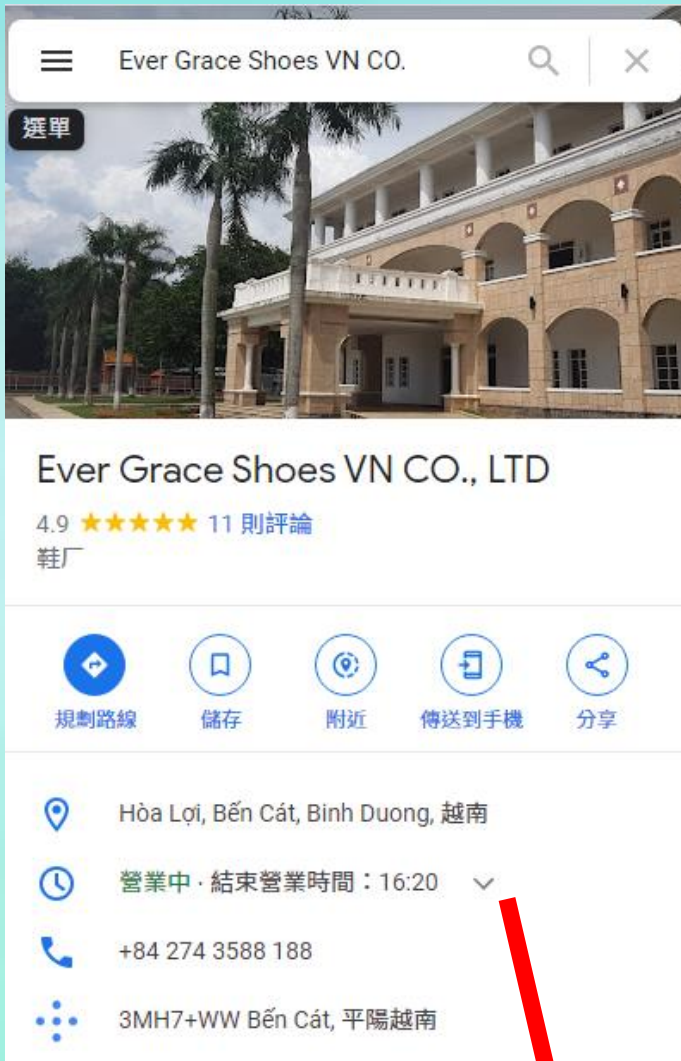 Ever Grace Shoes VN CO.
選單
Ever Grace Shoes VN CO., LTD
4.9 ★★★★★ 11 則評論
鞋厂
規劃路線
儲存
附近
傳送到手機
分享
Hòa Lợi, Bến Cát, Binh Duong, 越南
營業中 · 結束營業時間：16:20
+84 274 3588 188
3MH7+WW Bến Cát, 平陽越南